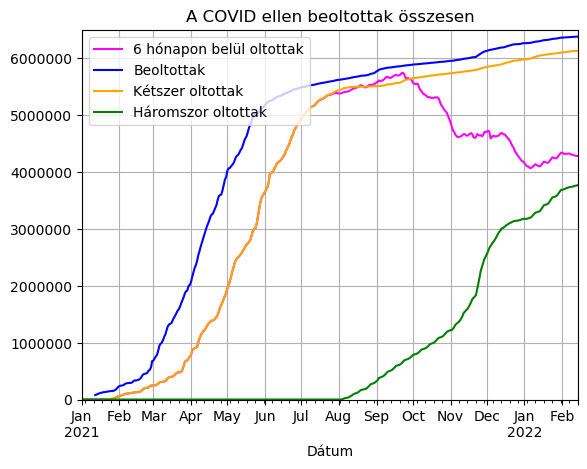 A COVID ellen beoltottak összesen
6 hónapon belül oltottak
Beoltottak
Kétszer oltottak
Háromszor oltottak
6000000
5000000
4000000
3000000
2000000
1000000
0
Jan Feb Mar Apr May Jun Jul Aug Sep Oct Nov Dec Jan Feb
2021 2022
Dátum